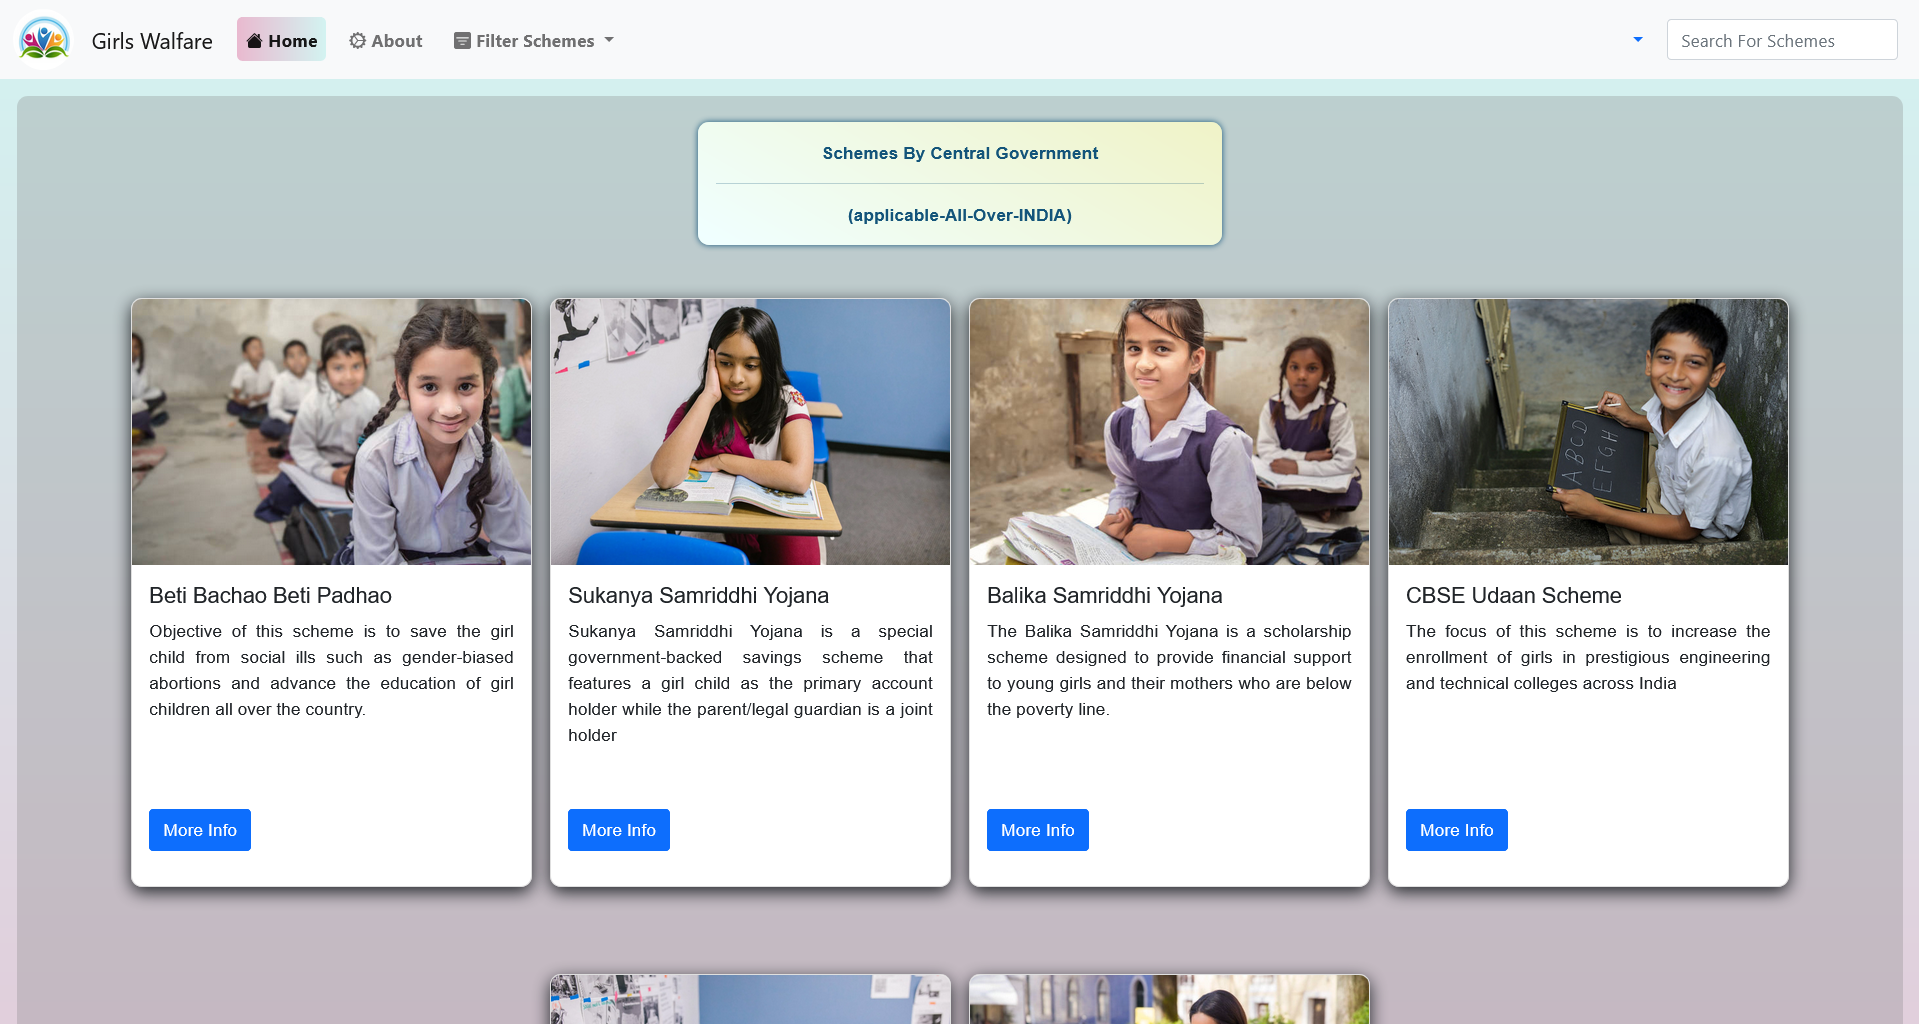 Girls Walfare
Home
About
Filter Schemes
Search For Schemes
Schemes By Central Government
(applicable-All-Over-INDIA)
ABCD
EFGH
Beti Bachao Beti Padhao
Objective of this scheme is to save the girl
child from social ills such as gender-biased
abortions and advance the education of girl
children all over the country.
More Info
Sukanya Samriddhi Yojana
Sukanya Samriddhi Yojana is a special
government-backed savings scheme that
features a girl child as the primary account
holder while the parent/legal guardian is a joint
holder
More Info
Balika Samriddhi Yojana
The Balika Samriddhi Yojana is a scholarship
scheme designed to provide financial support
to young girls and their mothers who are below
the poverty line.
More Info
CBSE Udaan Scheme
The focus of this scheme is to increase the
enrollment of girls in prestigious engineering
and technical colleges across India
More Info